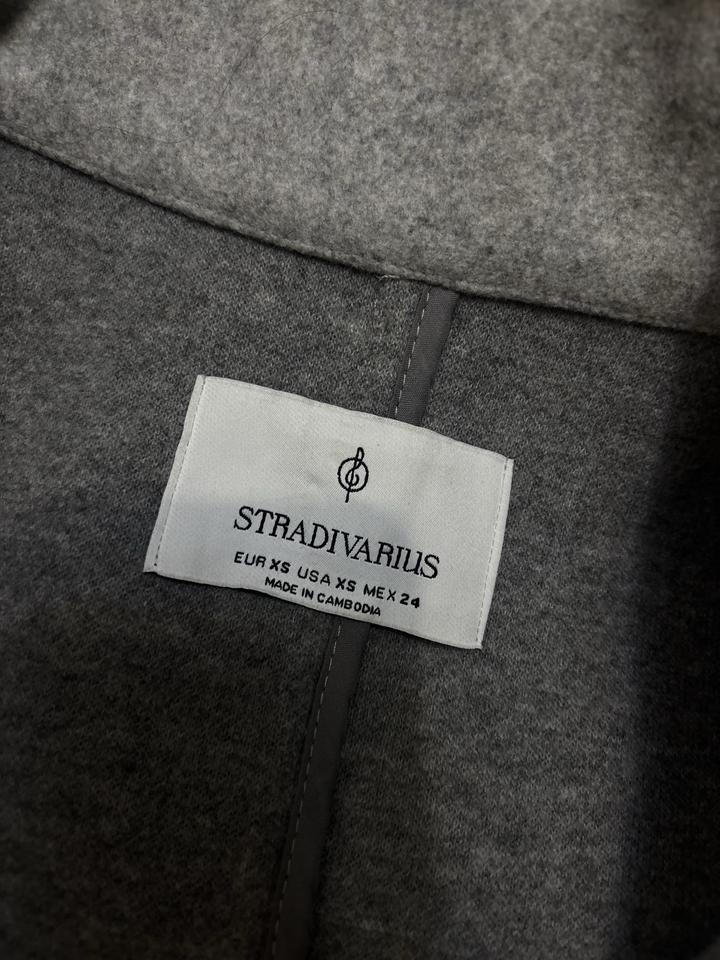 STRADIVARIUS
EUR XS USA XS MEX 24
MADE IN CAMBODIA